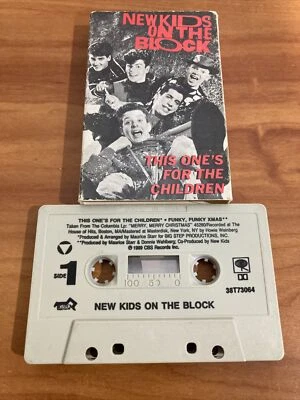 NEW KIDS
ON THE
BLOCK
THIS ONE'S
FOR THE
CHILDREN
THIS ONE'S FOR THE CHILDREN* • FUNKY, FUNKY XMAS**
Taken From The Columbia Lp: "MERRY, MERRY CHRISTMAS" 45280/Recorded at The
House of Hits, Boston, MA/Mastered at Masterdisk, New York, NY by Howie Weinberg.
*Produced & Arranged by Maurice Starr for BIG STEP PRODUCTIONS, INC.
**Produced by Maurice Starr & Donnie Wahlberg; Co-Produced by New Kids
℗ 1989 CBS Records Inc.
SIDE 1
100 50 0
38T73064
NEW KIDS ON THE BLOCK